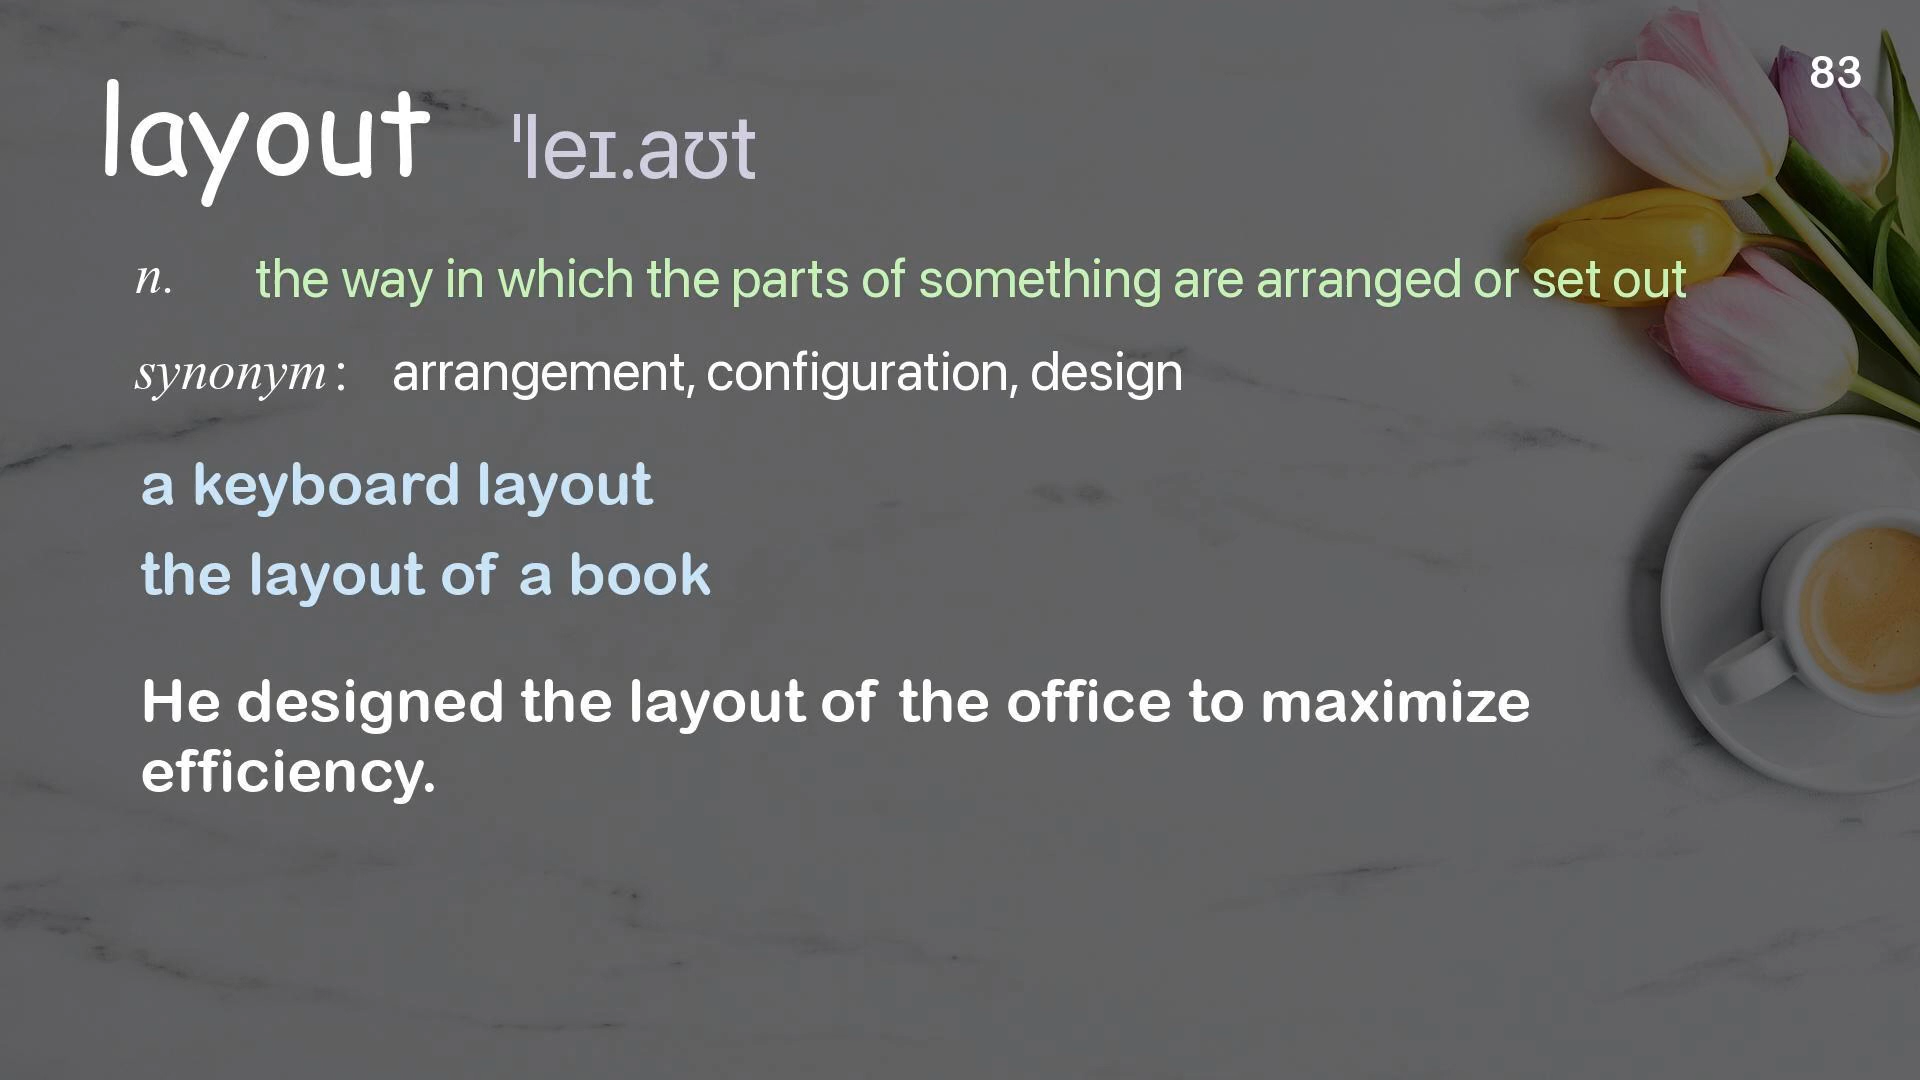 83
layout ˈleɪ.aʊt
n. the way in which the parts of something are arranged or set out
synonym: arrangement, configuration, design
a keyboard layout
the layout of a book
He designed the layout of the office to maximize
efficiency.